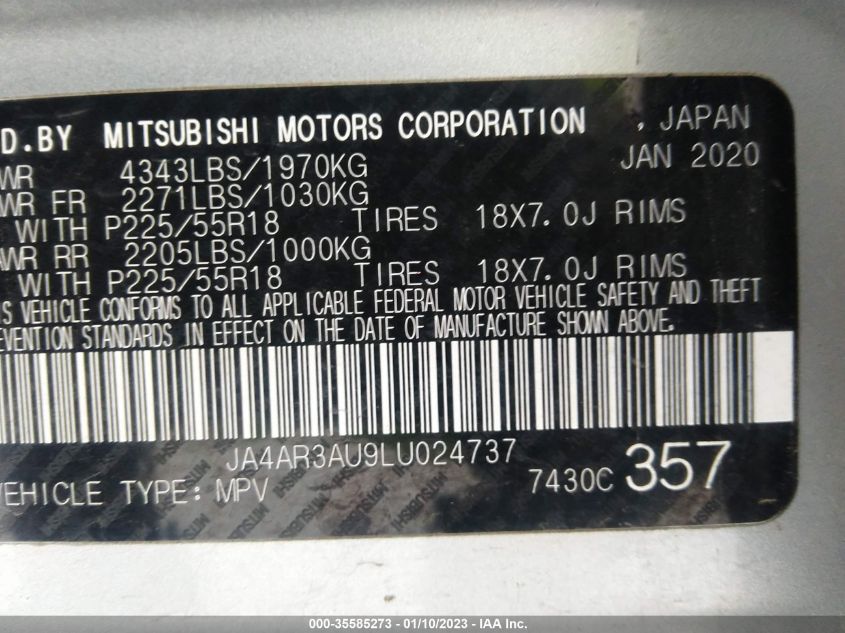 D.BY MITSUBISHI MOTORS CORPORATION , JAPAN
WR 4343LBS/1970KG JAN 2020
WR FR 2271LBS/1030KG
WITH P225/55R18 TIRES 18X7.0J RIMS
AWR RR 2205LBS/1000KG
WITH P225/55R18 TIRES 18X7.0J RIMS
IS VEHICLE CONFORMS TO ALL APPLICABLE FEDERAL MOTOR VEHICLE SAFETY AND THEFT
EVENTION STANDARDS IN EFFECT ON THE DATE OF MANUFACTURE SHOWN ABOVE.
JA4AR3AU9LU024737
VEHICLE TYPE: MPV 7430C 357
000-35585273 - 01/10/2023 - IAA Inc.